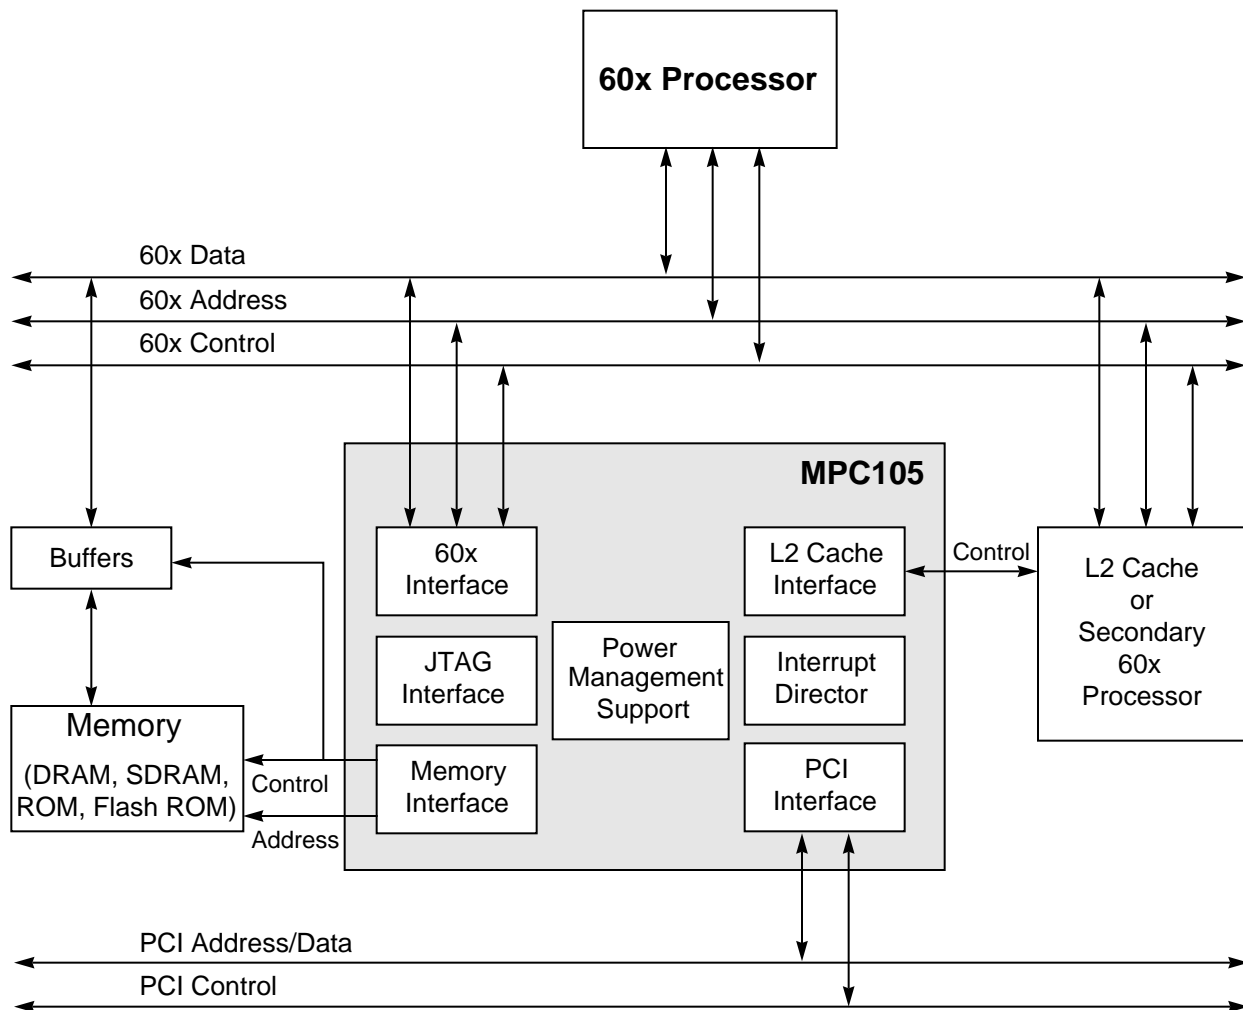 60x Processor
60x Data
60x Address
60x Control
MPC105
Buffers
60x
Interface
L2 Cache
Interface
Control
L2 Cache
or
Secondary
60x
Processor
JTAG
Interface
Power
Management
Support
Interrupt
Director
Memory
(DRAM, SDRAM,
ROM, Flash ROM)
Control
Address
Memory
Interface
PCI
Interface
PCI Address/Data
PCI Control